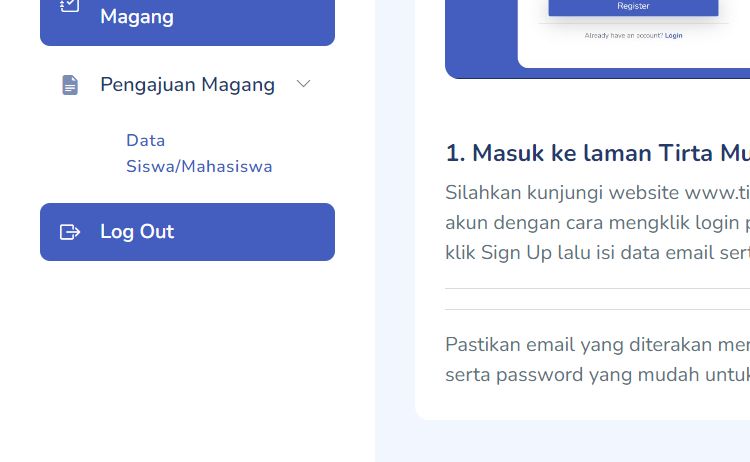 Magang
Pengajuan Magang
Data
Siswa/Mahasiswa
Log Out
Register
Already have an account? Login
1. Masuk ke laman Tirta Mu
Silahkan kunjungi website www.ti
akun dengan cara mengklik login p
klik Sign Up lalu isi data email sert
Pastikan email yang diterakan mer
serta password yang mudah untuk